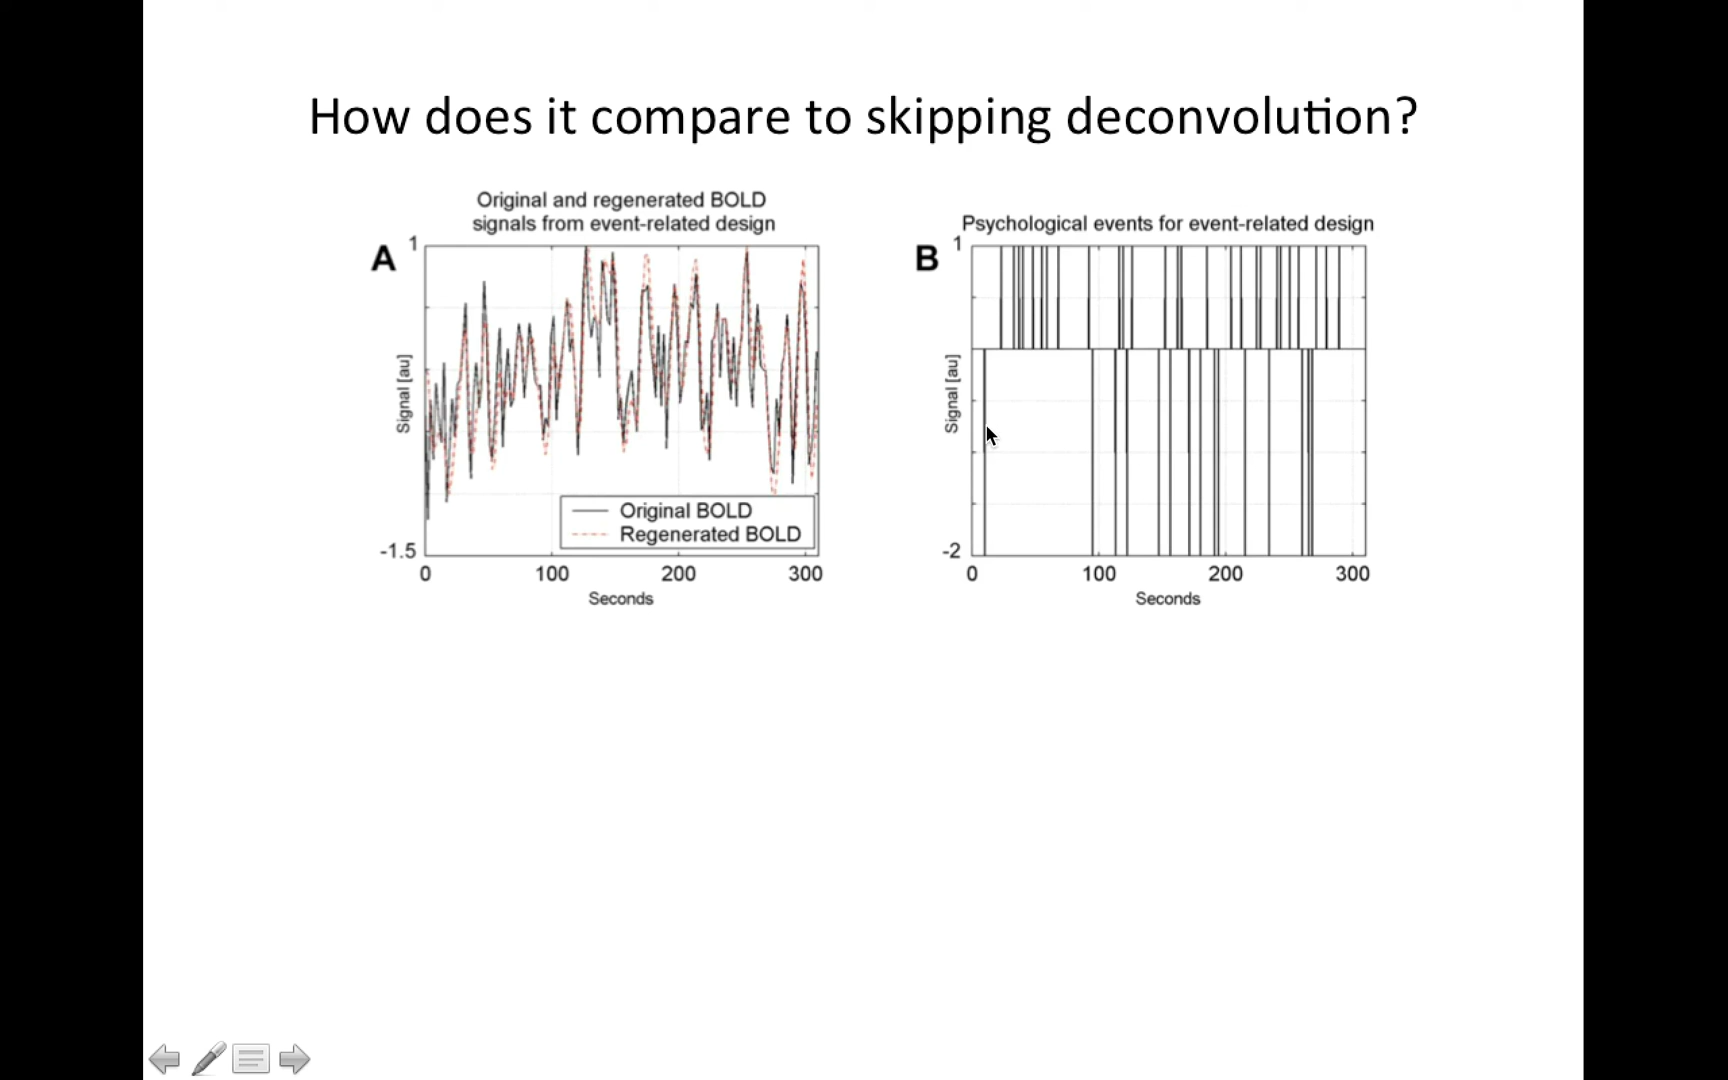 How does it compare to skipping deconvolution?
Original and regenerated BOLD
signals from event-related design
A
1
Signal [au]
-1.5
Original BOLD
Regenerated BOLD
0 100 200 300
Seconds
Psychological events for event-related design
B
1
Signal [au]
-2
0 100 200 300
Seconds